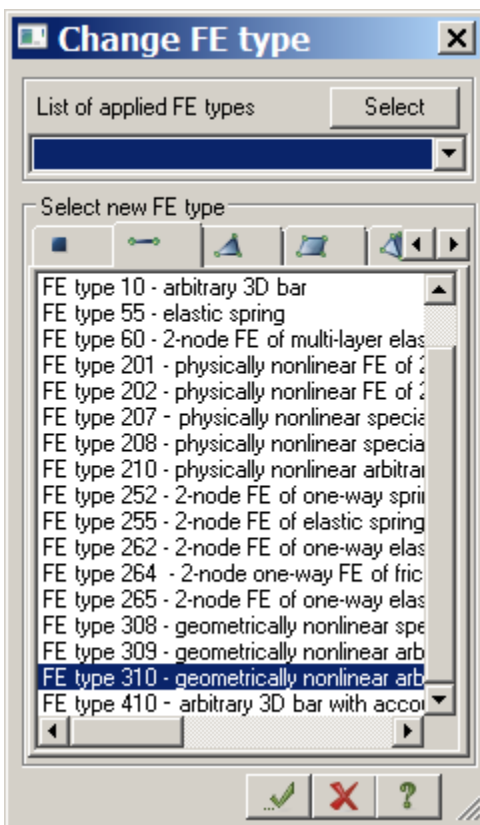 Change FE type
List of applied FE types
Select
Select new FE type
FE type 10 - arbitrary 3D bar
FE type 55 - elastic spring
FE type 60 - 2-node FE of multi-layer elas
FE type 201 - physically nonlinear FE of 2
FE type 202 - physically nonlinear FE of 2
FE type 207 - physically nonlinear specia
FE type 208 - physically nonlinear specia
FE type 210 - physically nonlinear arbitrar
FE type 252 - 2-node FE of one-way sprin
FE type 255 - 2-node FE of elastic spring
FE type 262 - 2-node FE of one-way elas
FE type 264 - 2-node one-way FE of fric
FE type 265 - 2-node FE of one-way elas
FE type 308 - geometrically nonlinear spe
FE type 309 - geometrically nonlinear arb
FE type 310 - geometrically nonlinear arb
FE type 410 - arbitrary 3D bar with accou
?